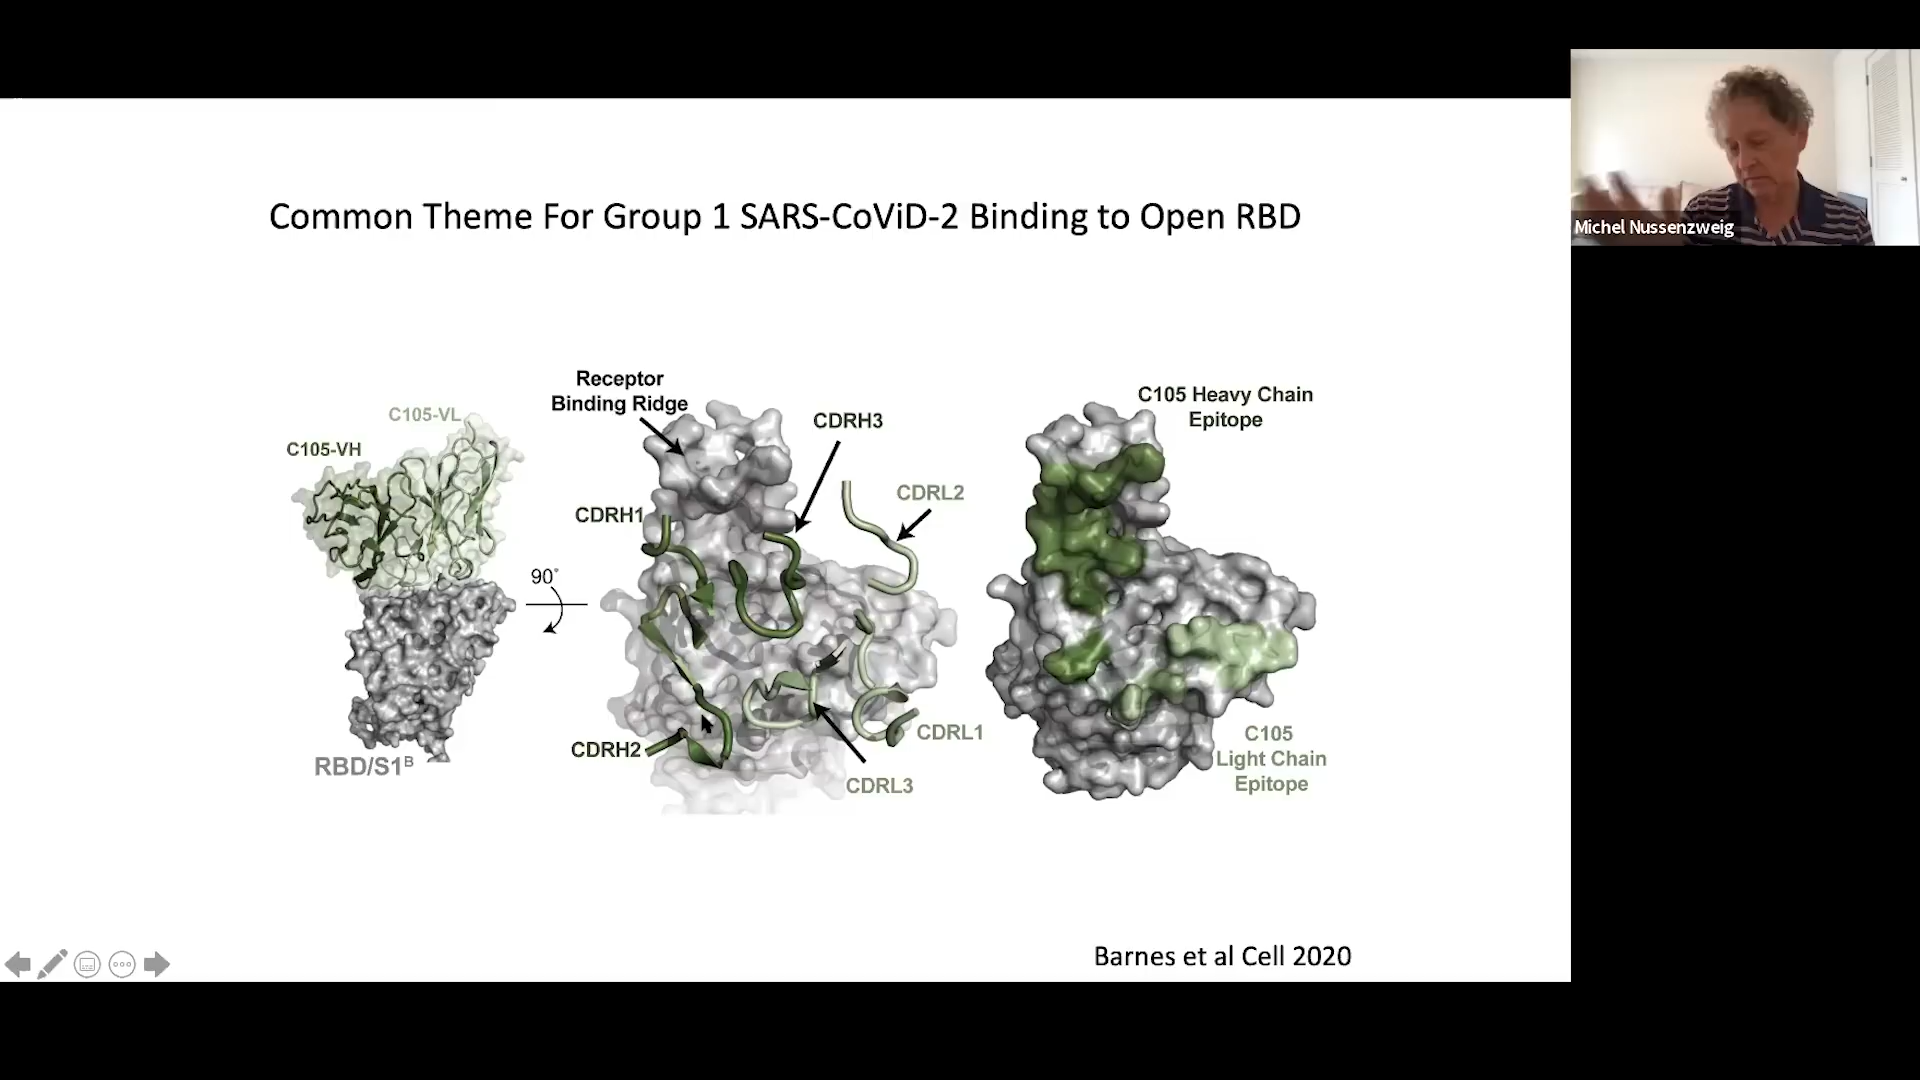 Common Theme For Group 1 SARS-CoViD-2 Binding to Open RBD
Michel Nussenzweig
C105-VL
C105-VH
RBD/S1ᴮ
90°
Receptor
Binding Ridge
CDRH3
CDRL2
CDRH1
CDRH2
CDRL1
CDRL3
C105 Heavy Chain
Epitope
C105
Light Chain
Epitope
Barnes et al Cell 2020